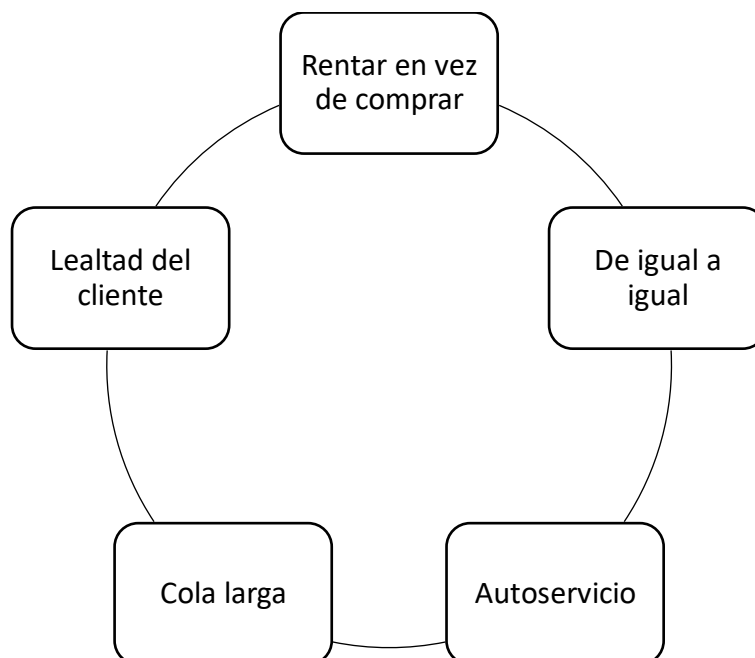 Rentar en vez
de comprar
De igual a
igual
Autoservicio
Cola larga
Lealtad del
cliente